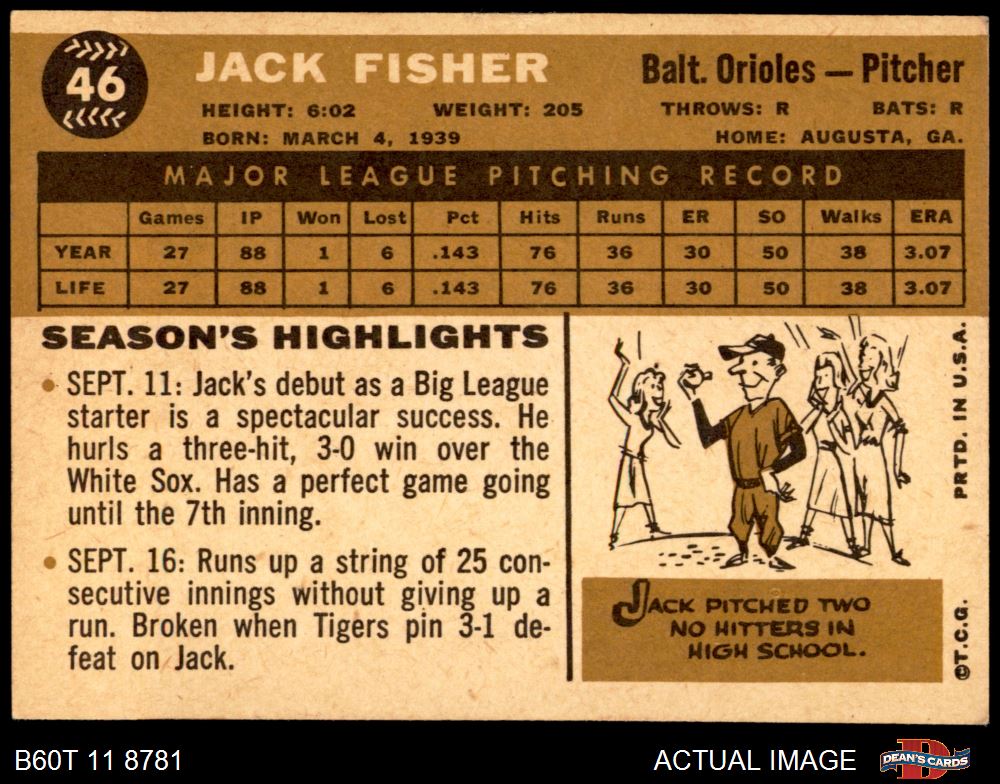 46
JACK FISHER
Balt. Orioles — Pitcher
HEIGHT: 6:02 WEIGHT: 205 THROWS: R BATS: R
BORN: MARCH 4, 1939 HOME: AUGUSTA, GA.
MAJOR LEAGUE PITCHING RECORD
Games IP Won Lost Pct Hits Runs ER SO Walks ERA
YEAR 27 88 1 6 .143 76 36 30 50 38 3.07
LIFE 27 88 1 6 .143 76 36 30 50 38 3.07
SEASON'S HIGHLIGHTS
• SEPT. 11: Jack's debut as a Big League
starter is a spectacular success. He
hurls a three-hit, 3-0 win over the
White Sox. Has a perfect game going
until the 7th inning.
• SEPT. 16: Runs up a string of 25 con-
secutive innings without giving up a
run. Broken when Tigers pin 3-1 de-
feat on Jack.
JACK PITCHED TWO
NO HITTERS IN
HIGH SCHOOL.
©T.C.G. PRTD. IN U.S.A.
B60T 11 8781
ACTUAL IMAGE
D
DEAN'S CARDS